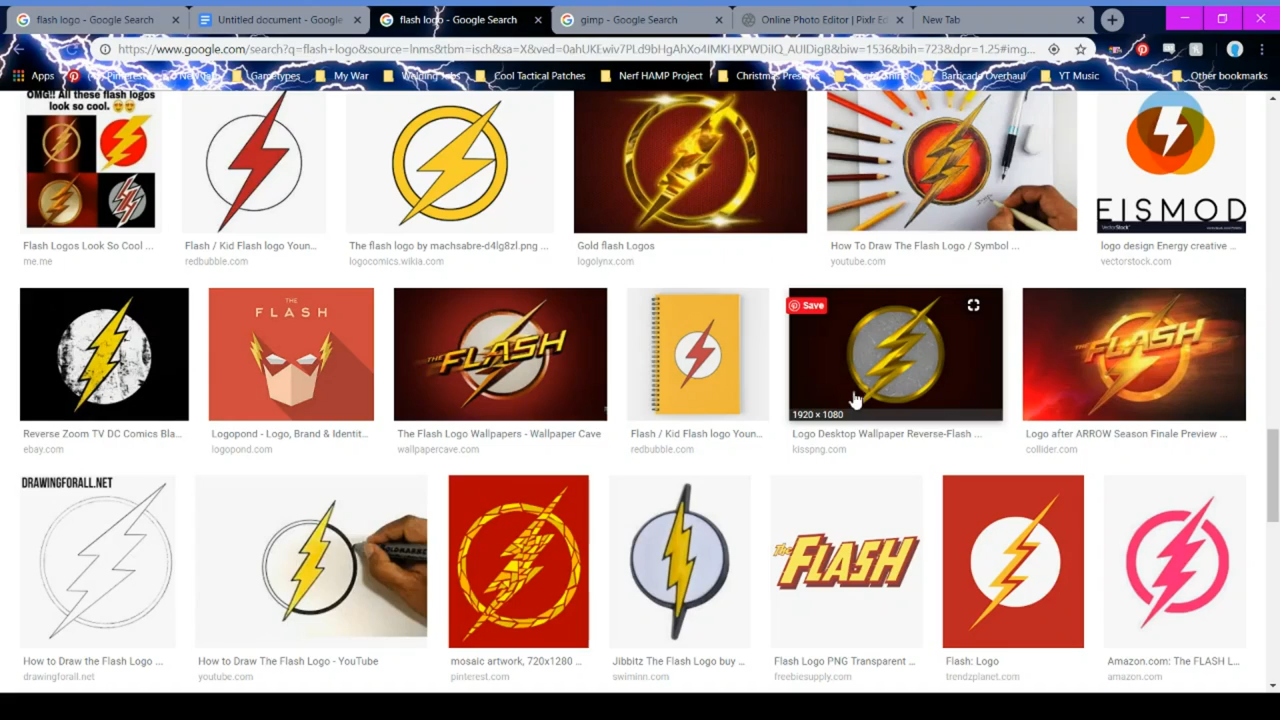 flash logo - Google Search
Untitled document - Google
flash logo - Google Search
gimp - Google Search
Online Photo Editor | Pixlr Ed
New Tab
https://www.google.com/search?q=flash+logo&source=lnms&tbm=isch&sa=X&ved=0ahUKEwiv7PLd9bHgAhXo4IMKHXPWDiIQ_AUIDigB&biw=1536&bih=723&dpr=1.25#img...
Apps
Gametypes
My War
Welding Jobs
Cool Tactical Patches
Nerf HAMP Project
Christmas Presents
Barricade Overhaul
YT Music
Other bookmarks
OMG!! All these flash logos
look so cool.
EISMOD
VectorStock
Flash Logos Look So Cool ...
me.me
Flash / Kid Flash logo Youn...
redbubble.com
The flash logo by machsabre-d4lg8zl.png ...
logocomics.wikia.com
Gold flash Logos
logolynx.com
How To Draw The Flash Logo / Symbol ...
youtube.com
logo design Energy creative ...
vectorstock.com
THE
FLASH
THE FLASH
Save
1920 × 1080
THE FLASH
Reverse Zoom TV DC Comics Bla...
ebay.com
Logopond - Logo, Brand & Identit...
logopond.com
The Flash Logo Wallpapers - Wallpaper Cave
wallpapercave.com
Flash / Kid Flash logo Youn...
redbubble.com
Logo Desktop Wallpaper Reverse-Flash ...
kisspng.com
Logo after ARROW Season Finale Preview ...
collider.com
DRAWINGFORALL.NET
The FLASH
How to Draw the Flash Logo ...
drawingforall.net
How to Draw The Flash Logo - YouTube
youtube.com
mosaic artwork, 720x1280 ...
pinterest.com
Jibbitz The Flash Logo buy ...
swiminn.com
Flash Logo PNG Transparent ...
freebiesupply.com
Flash: Logo
trendzplanet.com
Amazon.com: The FLASH L...
amazon.com